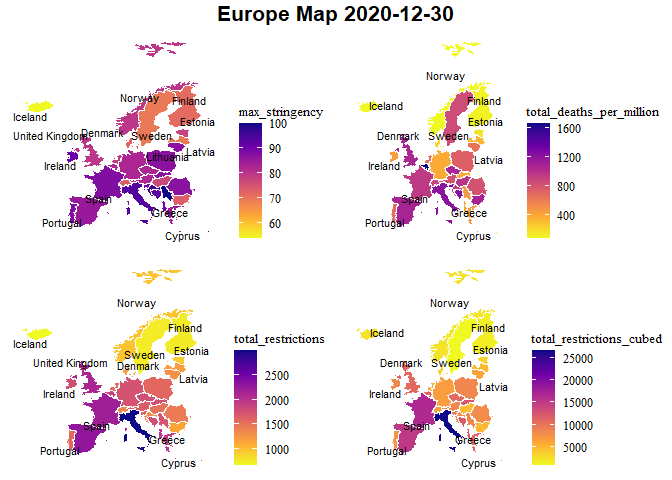 Europe Map 2020-12-30
Norway
Finland
Iceland
Estonia
United Kingdom
Denmark
Sweden
Latvia
Lithuania
Ireland
Spain
Portugal
Greece
Cyprus
max_stringency
100
90
80
70
60
Norway
Iceland
Finland
Estonia
Denmark
Sweden
Latvia
Ireland
Spain
Portugal
Greece
Cyprus
total_deaths_per_million
1600
1200
800
400
Norway
Iceland
Finland
Estonia
Sweden
United Kingdom
Denmark
Latvia
Ireland
Spain
Greece
Portugal
Cyprus
total_restrictions
2500
2000
1500
1000
Norway
Iceland
Finland
Estonia
Sweden
Denmark
Latvia
Ireland
Spain
Greece
Portugal
Cyprus
total_restrictions_cubed
25000
20000
15000
10000
5000